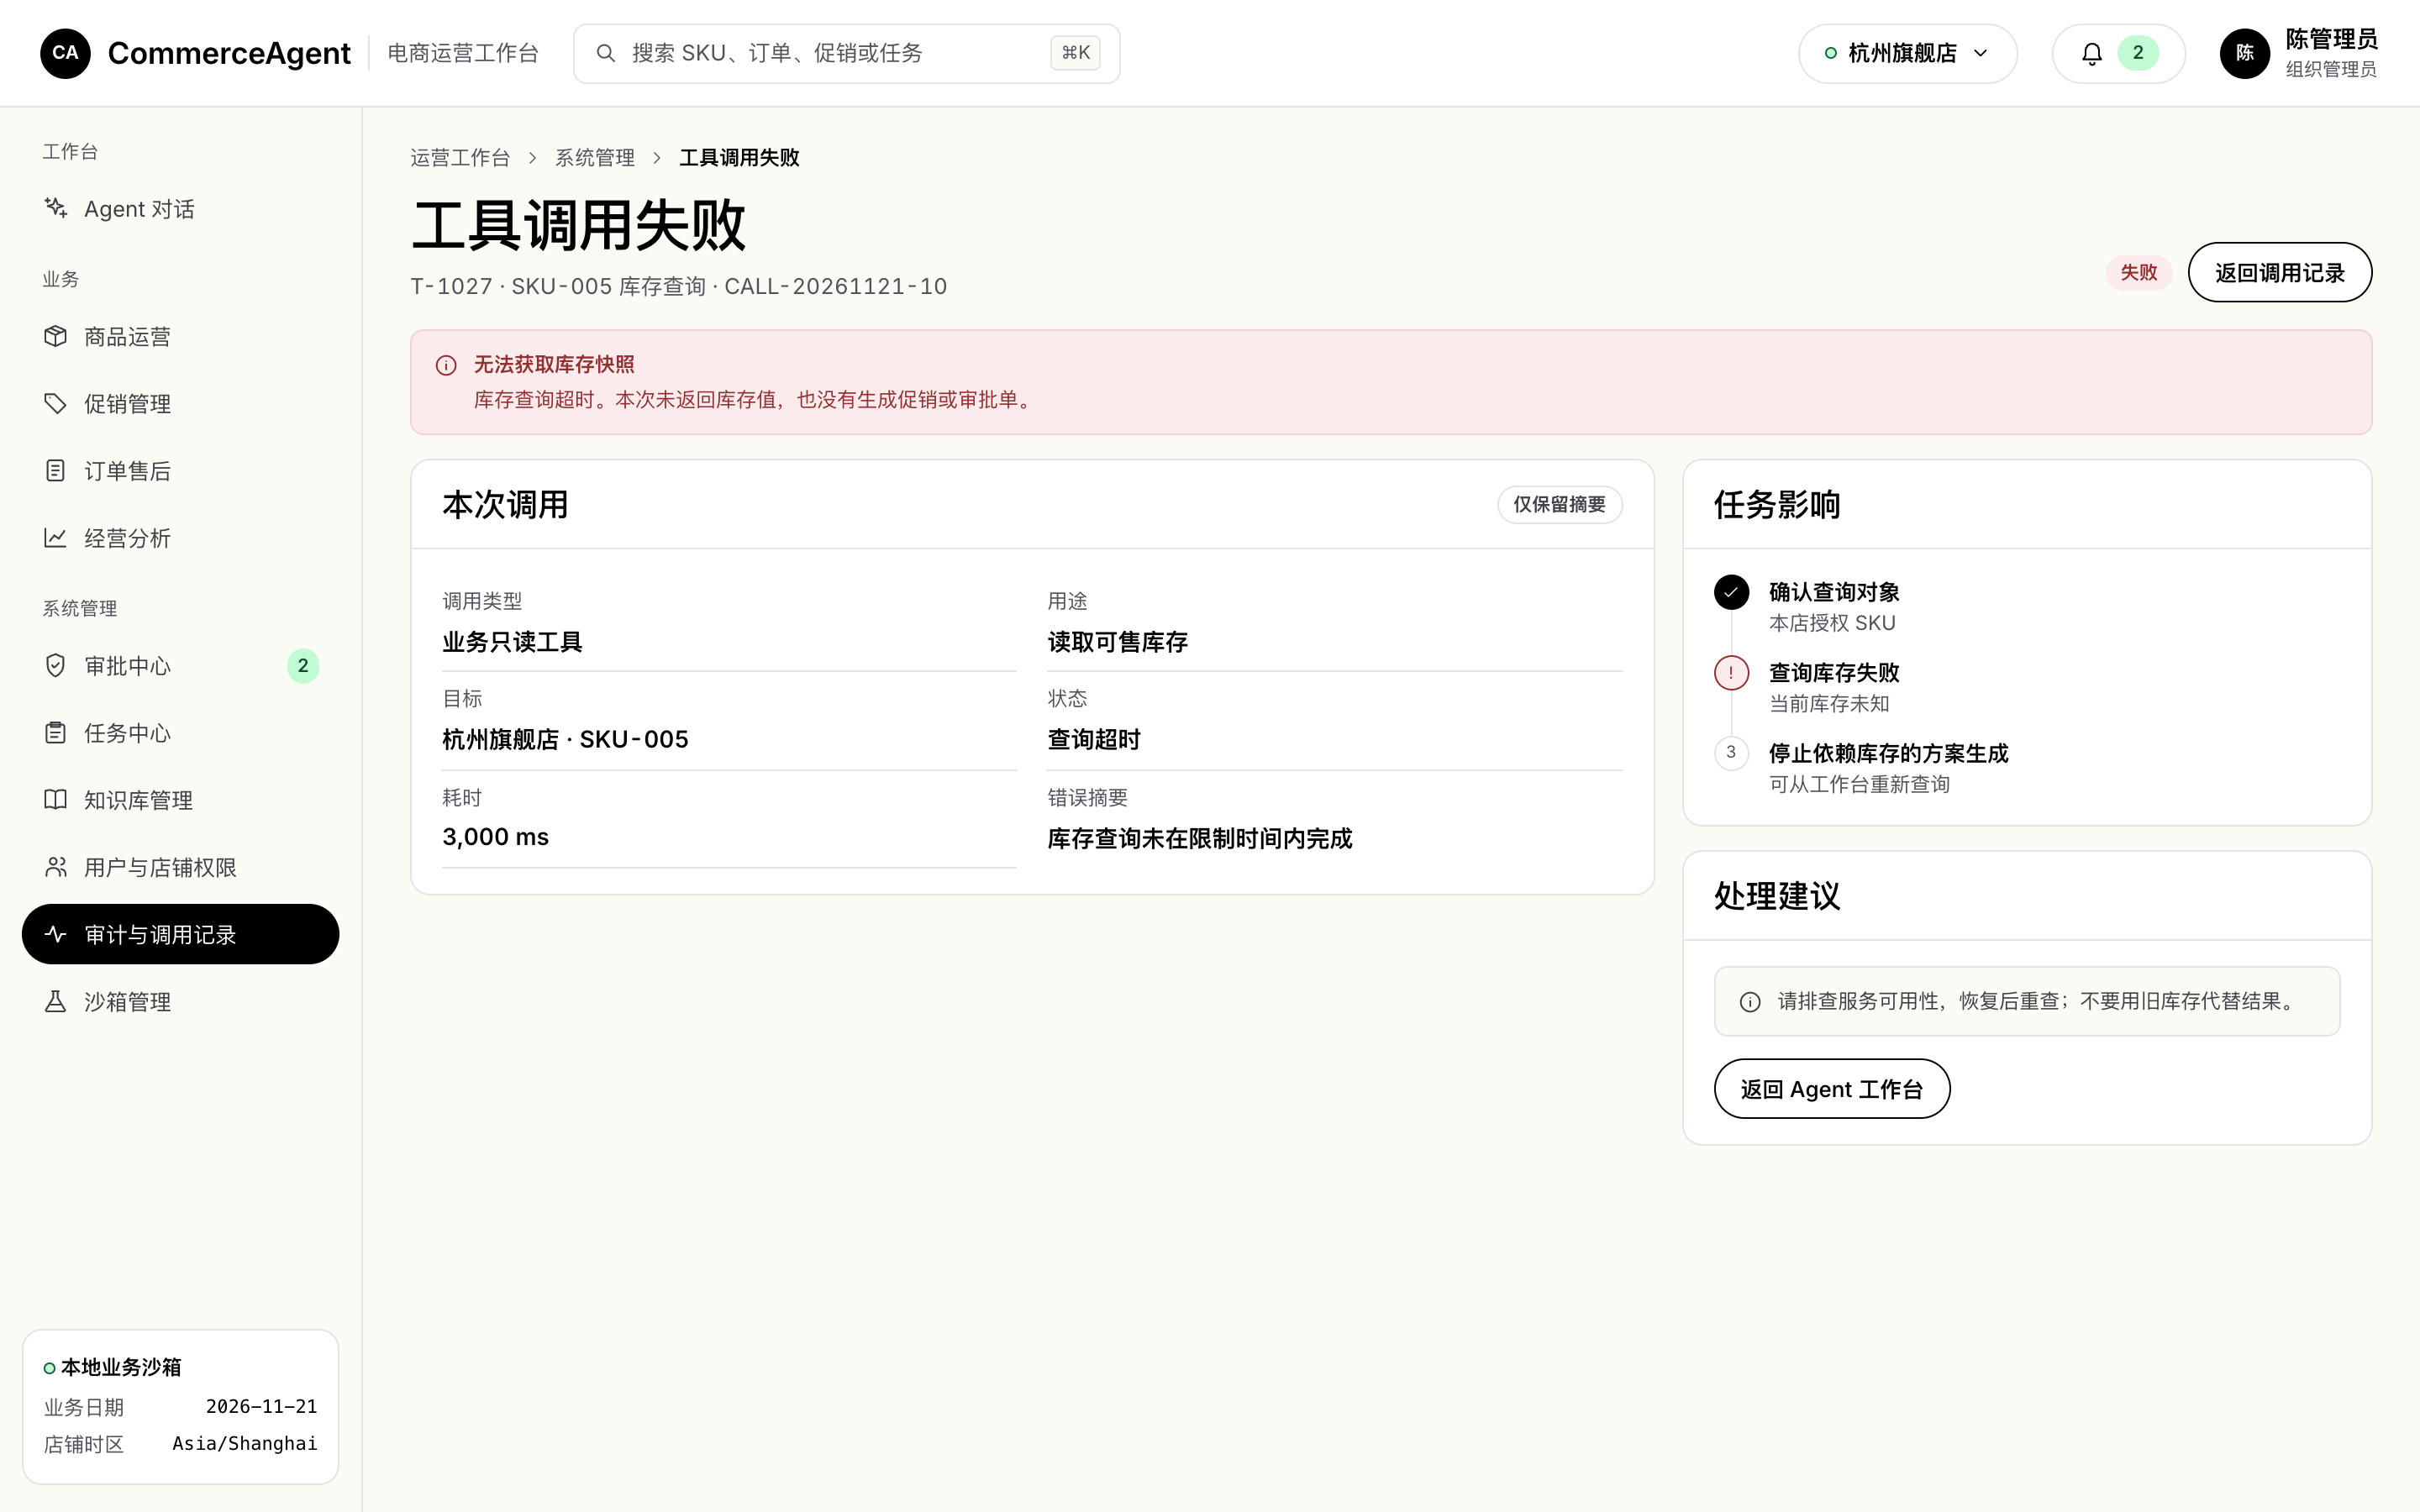 CA CommerceAgent 电商运营工作台
搜索 SKU、订单、促销或任务 ⌘K
杭州旗舰店
2
陈 陈管理员
组织管理员
工作台
Agent 对话
业务
商品运营
促销管理
订单售后
经营分析
系统管理
审批中心 2
任务中心
知识库管理
用户与店铺权限
审计与调用记录
沙箱管理
本地业务沙箱
业务日期 2026-11-21
店铺时区 Asia/Shanghai
运营工作台 > 系统管理 > 工具调用失败
工具调用失败
T-1027 · SKU-005 库存查询 · CALL-20261121-10
失败 返回调用记录
无法获取库存快照
库存查询超时。本次未返回库存值，也没有生成促销或审批单。
本次调用 仅保留摘要
调用类型
业务只读工具
用途
读取可售库存
目标
杭州旗舰店 · SKU-005
状态
查询超时
耗时
3,000 ms
错误摘要
库存查询未在限制时间内完成
任务影响
确认查询对象
本店授权 SKU
! 查询库存失败
当前库存未知
3 停止依赖库存的方案生成
可从工作台重新查询
处理建议
请排查服务可用性，恢复后重查；不要用旧库存代替结果。
返回 Agent 工作台